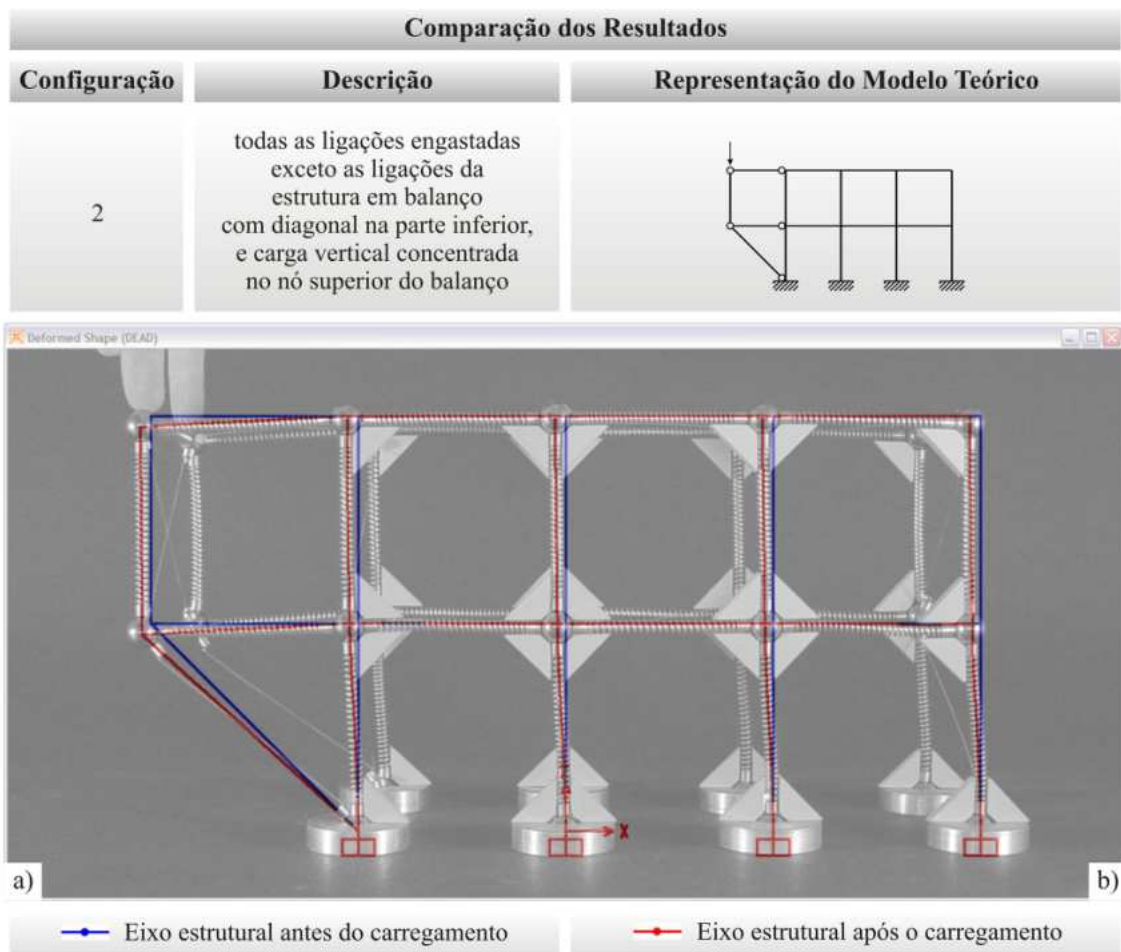 Comparação dos Resultados
Configuração
Descrição
Representação do Modelo Teórico
2
todas as ligações engastadas
exceto as ligações da
estrutura em balanço
com diagonal na parte inferior,
e carga vertical concentrada
no nó superior do balanço
Deformed Shape (DEAD)
X
a)
b)
Eixo estrutural antes do carregamento
Eixo estrutural após o carregamento